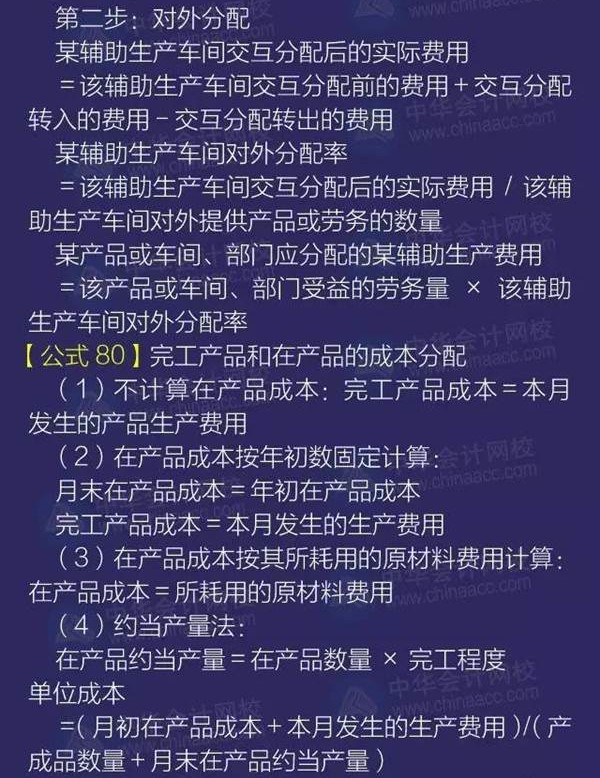 第二步：对外分配
某辅助生产车间交互分配后的实际费用
＝该辅助生产车间交互分配前的费用＋交互分配
转入的费用－交互分配转出的费用
某辅助生产车间对外分配率
＝该辅助生产车间交互分配后的实际费用 / 该辅
助生产车间对外提供产品或劳务的数量
某产品或车间、部门应分配的某辅助生产费用
＝该产品或车间、部门受益的劳务量 × 该辅助
生产车间对外分配率
【公式 80】完工产品和在产品的成本分配
（1）不计算在产品成本：完工产品成本＝本月
发生的产品生产费用
（2）在产品成本按年初数固定计算：
月末在产品成本＝年初在产品成本
完工产品成本＝本月发生的生产费用
（3）在产品成本按其所耗用的原材料费用计算：
在产品成本＝所耗用的原材料费用
（4）约当产量法：
在产品约当产量＝在产品数量 × 完工程度
单位成本
=(月初在产品成本＋本月发生的生产费用)/(产
成品数量＋月末在产品约当产量)
中华会计网校
www.chinaacc.com